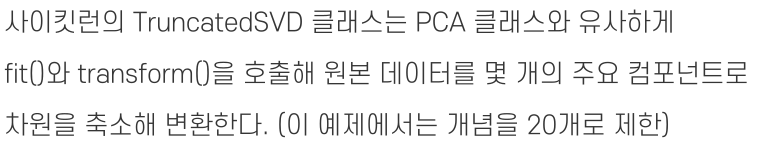 사이킷런의 TruncatedSVD 클래스는 PCA 클래스와 유사하게
fit()와 transform()을 호출해 원본 데이터를 몇 개의 주요 컴포넌트로
차원을 축소해 변환한다. (이 예제에서는 개념을 20개로 제한)